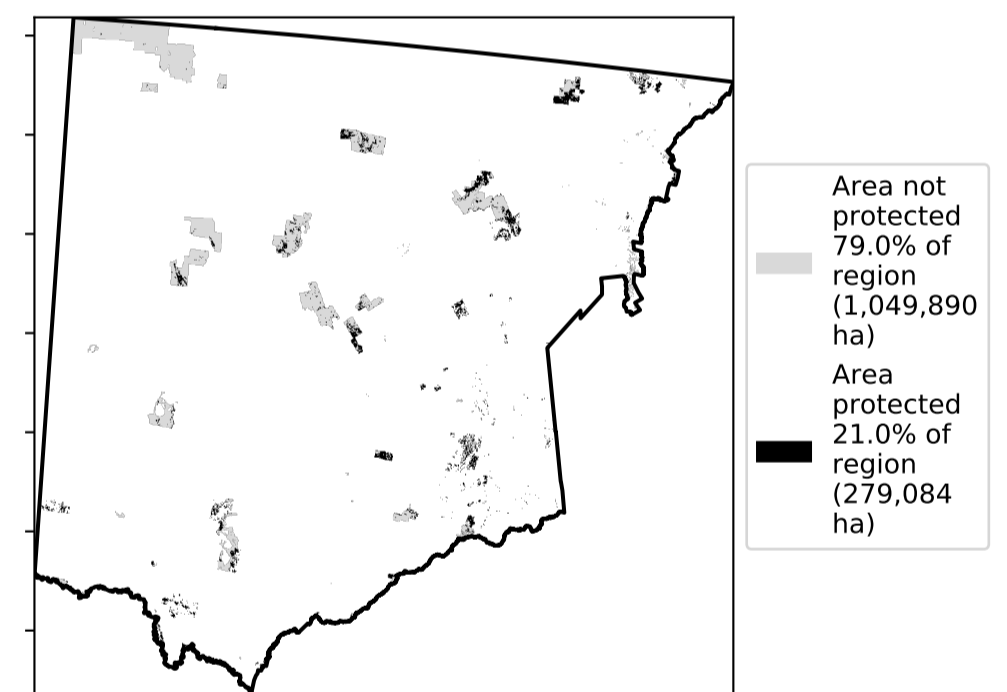 Area not
protected
79.0% of
region
(1,049,890
ha)
Area
protected
21.0% of
region
(279,084
ha)